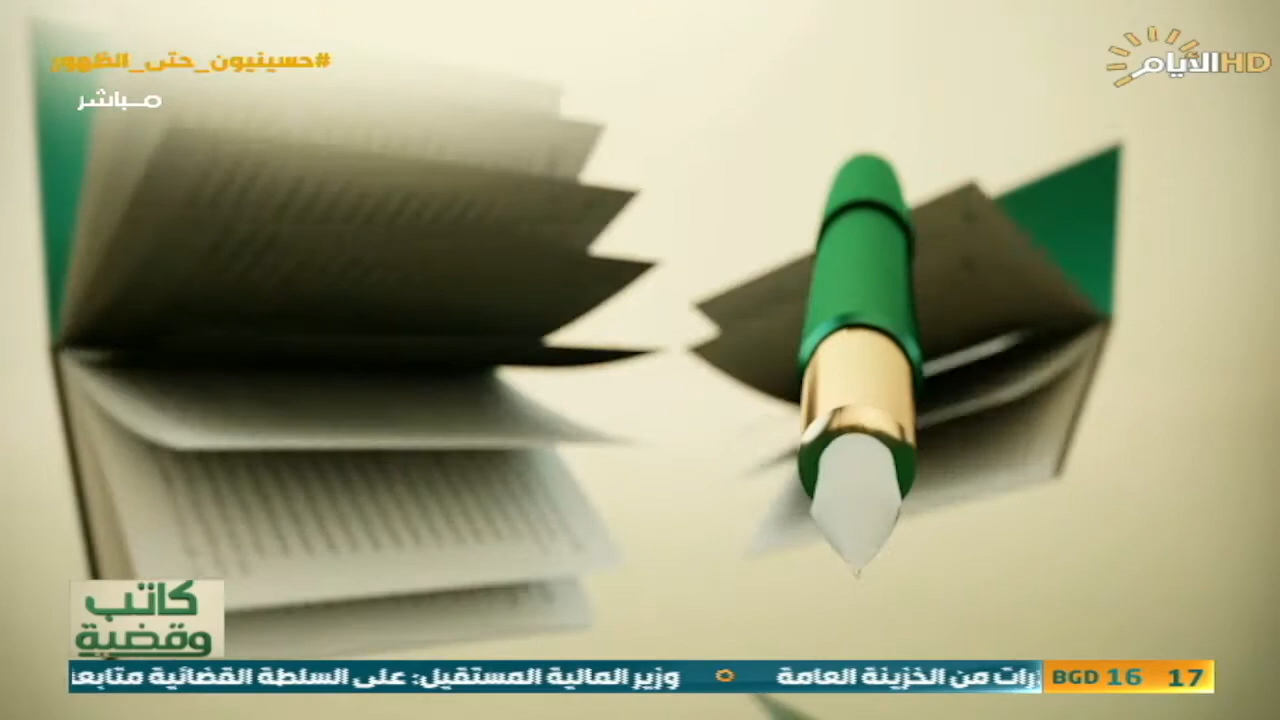 #حسينيون_حتى_الظهور
مباشر
الأيام HD
كاتب
وقضية
رات من الخزينة العامة
وزير المالية المستقيل: على السلطة القضائية متابعة
BGD 16 17